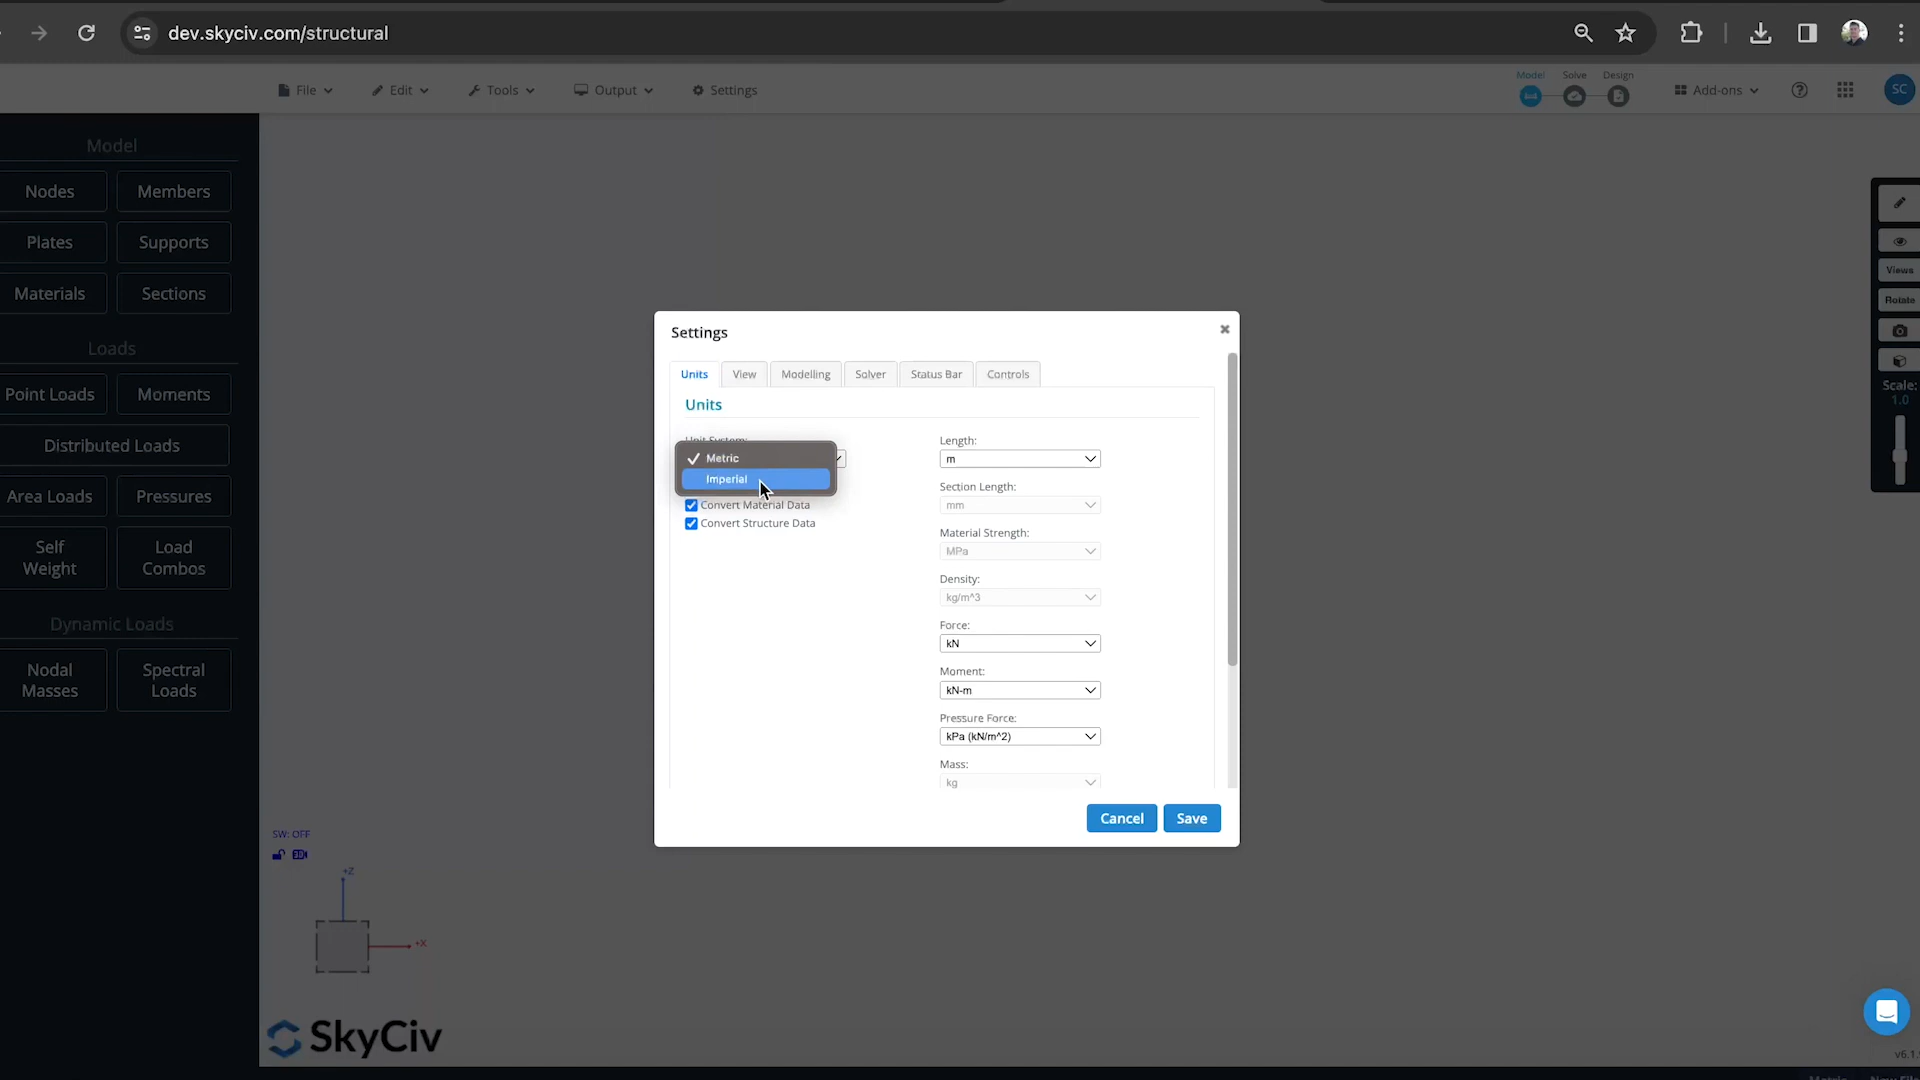 dev.skyciv.com/structural
File
Edit
Tools
Output
Settings
Model
Solve
Design
Add-ons
SC
Model
Nodes
Members
Plates
Supports
Materials
Sections
Loads
Point Loads
Moments
Distributed Loads
Area Loads
Pressures
Self
Weight
Load
Combos
Dynamic Loads
Nodal
Masses
Spectral
Loads
Settings
Units
View
Modelling
Solver
Status Bar
Controls
Units
Unit System:
Metric
Imperial
Convert Material Data
Convert Structure Data
Length:
m
Section Length:
mm
Material Strength:
MPa
Density:
kg/m^3
Force:
kN
Moment:
kN-m
Pressure Force:
kPa (kN/m^2)
Mass:
kg
Cancel
Save
Views
Rotate
Scale:
1.0
SW: OFF
3D
+Z
+X
SkyCiv